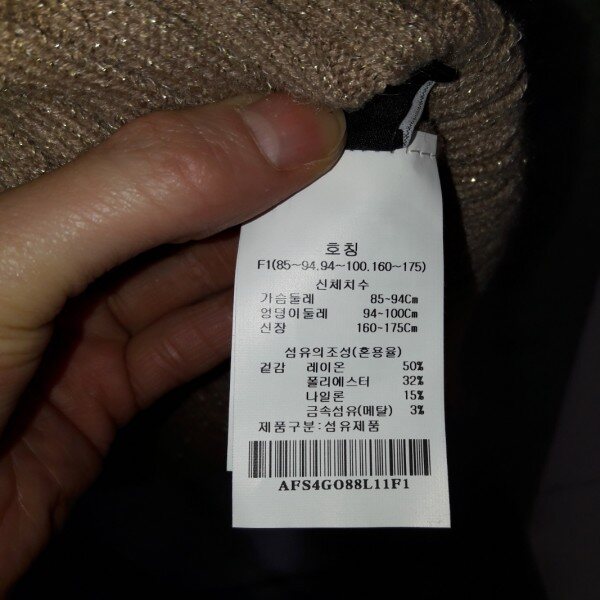 호칭
F1(85~94.94~100.160~175)
신체치수
가슴둘레 85~94Cm
엉덩이둘레 94~100Cm
신장 160~175Cm
섬유의조성(혼용율)
겉감 레이온 50%
폴리에스터 32%
나일론 15%
금속섬유(메탈) 3%
제품구분:섬유제품
AFS4GO88L11F1